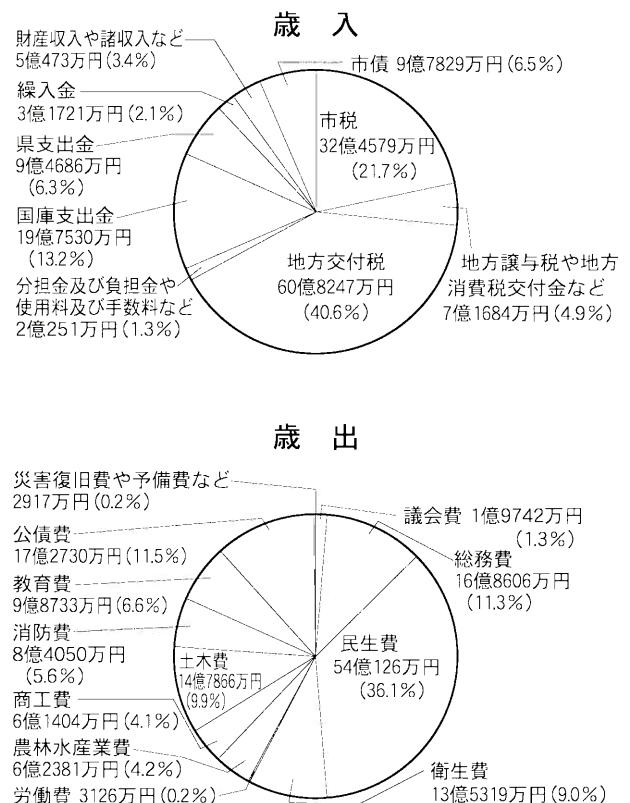 歳 入
財産収入や諸収入など
5億473万円(3.4%)
市債 9億7829万円(6.5%)
繰入金
3億1721万円(2.1%)
市税
32億4579万円
(21.7%)
県支出金
9億4686万円
(6.3%)
国庫支出金
19億7530万円
(13.2%)
地方交付税
60億8247万円
(40.6%)
地方譲与税や地方
消費税交付金など
7億1684万円(4.9%)
分担金及び負担金や
使用料及び手数料など
2億251万円(1.3%)
歳 出
災害復旧費や予備費など
2917万円(0.2%)
議会費 1億9742万円
(1.3%)
公債費
17億2730万円(11.5%)
総務費
16億8606万円
(11.3%)
教育費
9億8733万円(6.6%)
消防費
8億4050万円
(5.6%)
民生費
54億126万円
(36.1%)
土木費
14億7866万円
(9.9%)
商工費
6億1404万円(4.1%)
農林水産業費
6億2381万円(4.2%)
労働費 3126万円(0.2%)
衛生費
13億5319万円(9.0%)